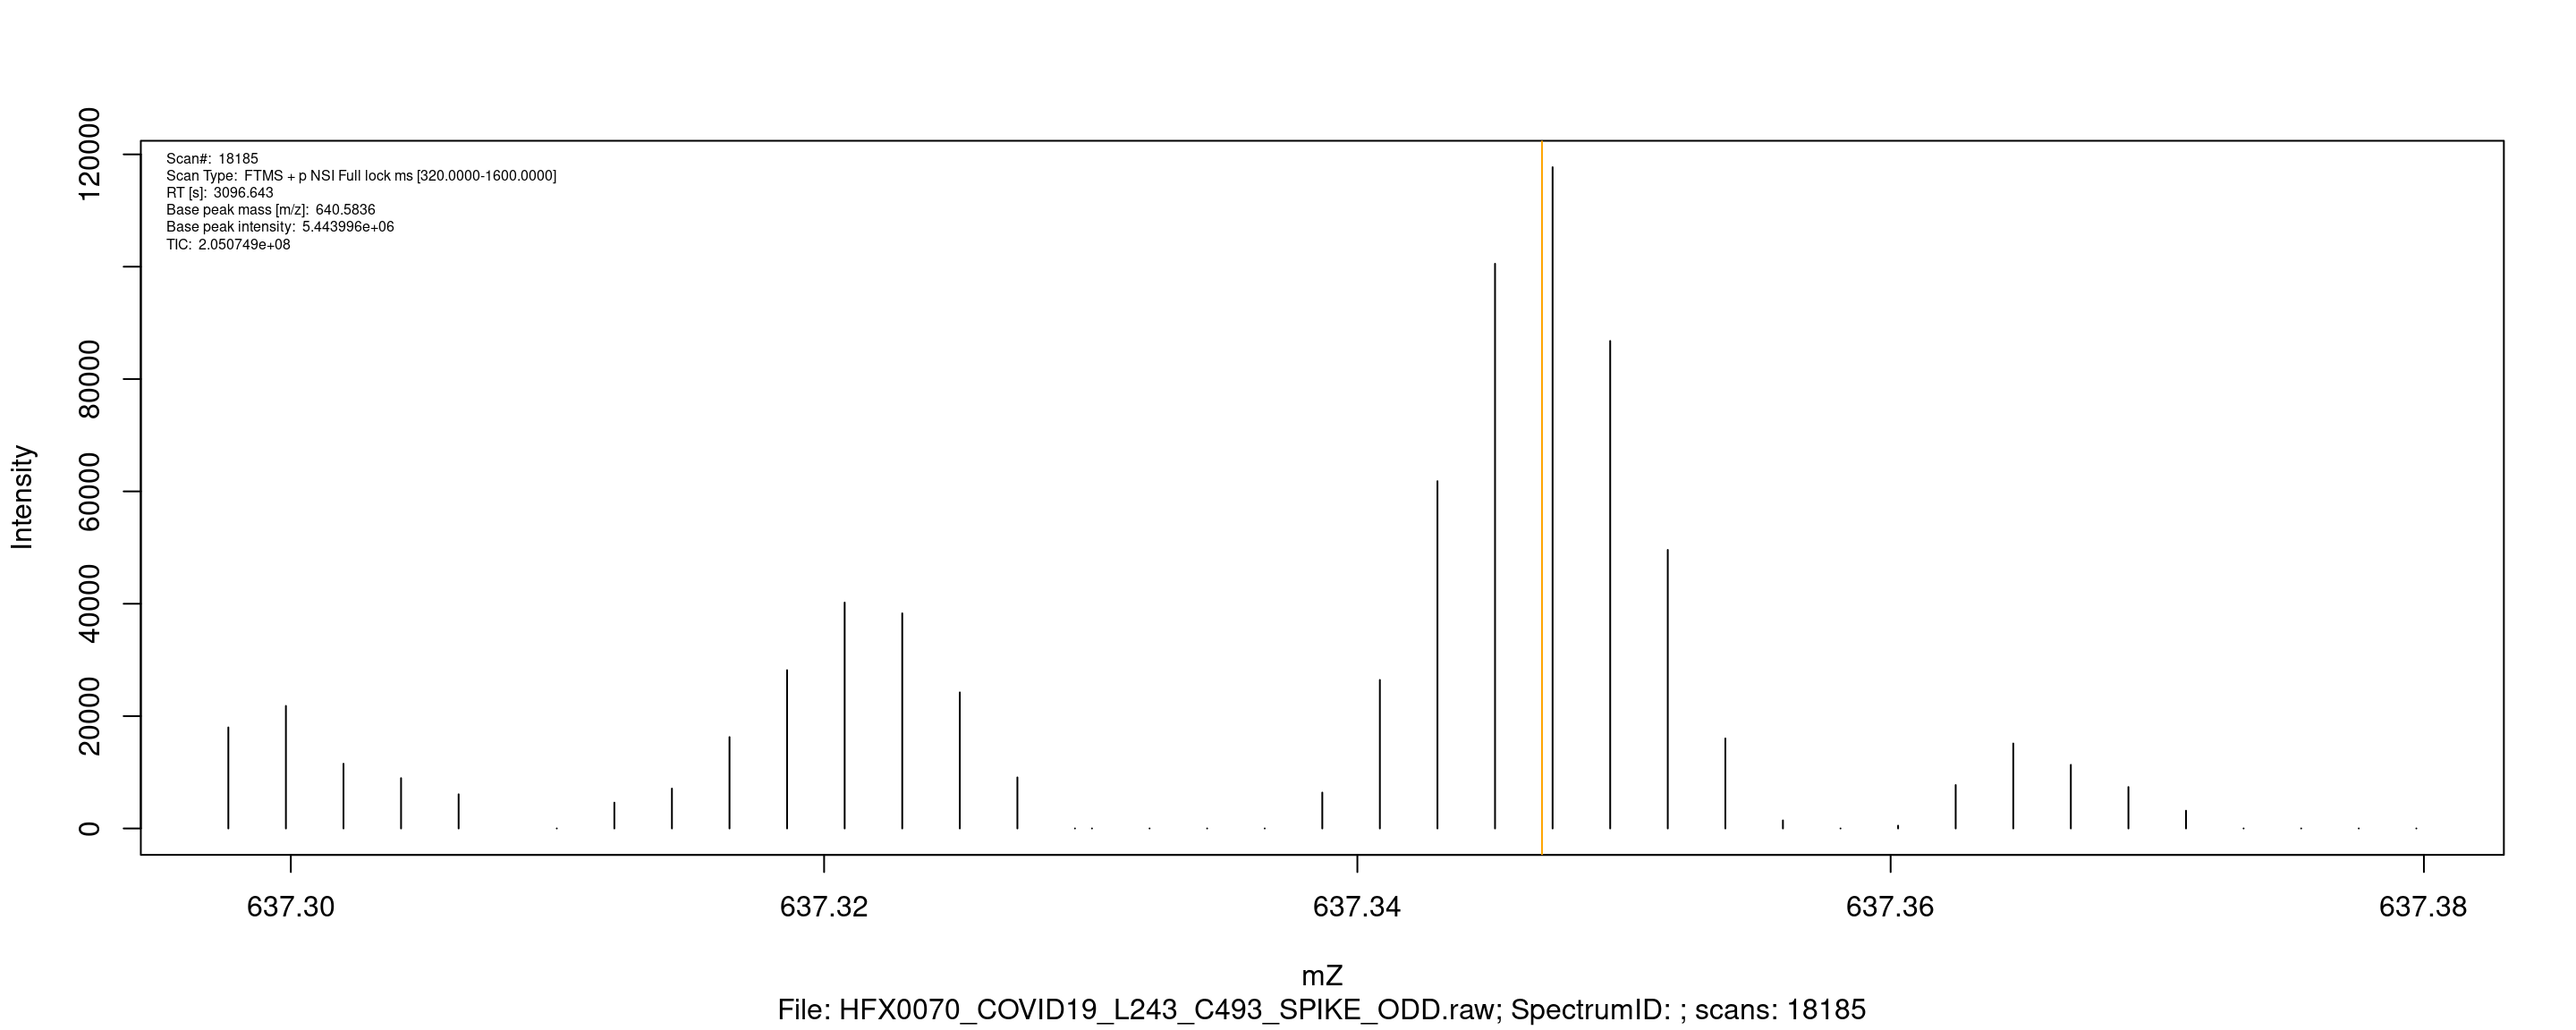 Scan#: 18185
Scan Type: FTMS + p NSI Full lock ms [320.0000-1600.0000]
RT [s]: 3096.643
Base peak mass [m/z]: 640.5836
Base peak intensity: 5.443996e+06
TIC: 2.050749e+08
120000
80000
60000
40000
20000
0
Intensity
637.30 637.32 637.34 637.36 637.38
mZ
File: HFX0070_COVID19_L243_C493_SPIKE_ODD.raw; SpectrumID: ; scans: 18185